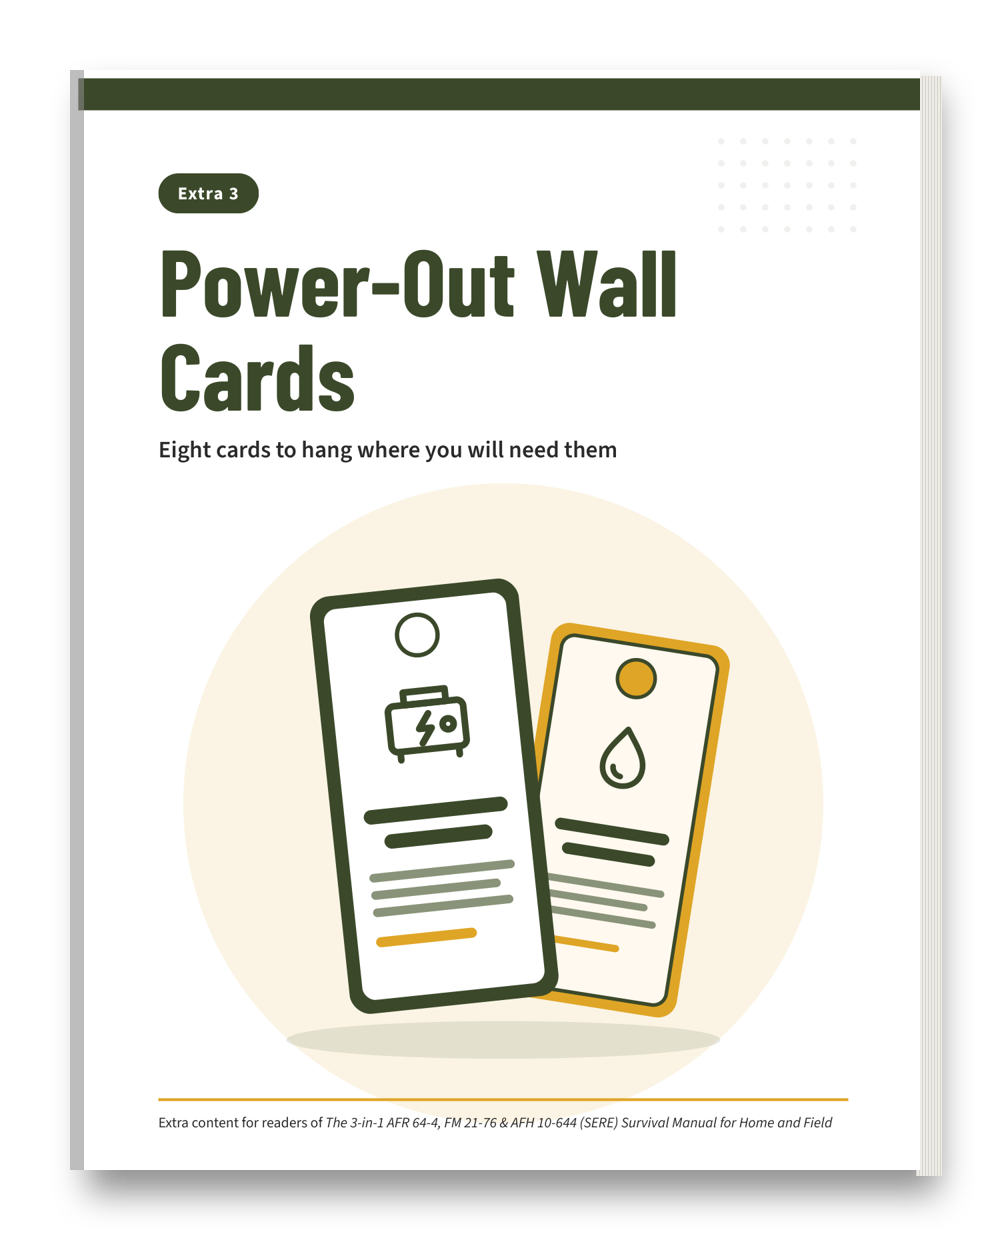 Extra 3
Power-Out Wall
Cards
Eight cards to hang where you will need them
Extra content for readers of The 3-in-1 AFR 64-4, FM 21-76 & AFH 10-644 (SERE) Survival Manual for Home and Field